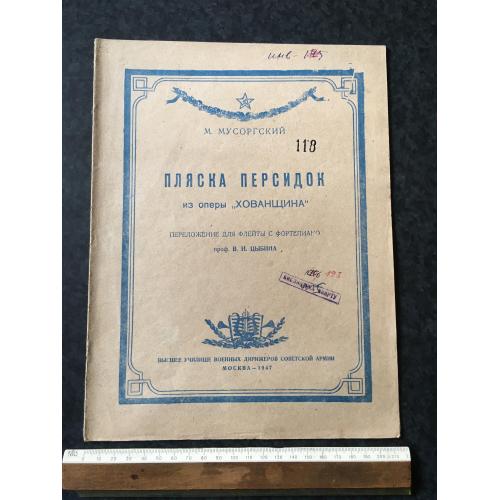 инв-
М. МУСОРГСКИЙ
118
ПЛЯСКА ПЕРСИДОК
из оперы „ХОВАНЩИНА"
ПЕРЕЛОЖЕНИЕ ДЛЯ ФЛЕЙТЫ С ФОРТЕПИАНО
проф. В. Н. ЦЫБИНА
193
ВЫСШЕЕ УЧИЛИЩЕ ВОЕННЫХ ДИРИЖЕРОВ СОВЕТСКОЙ АРМИИ
МОСКВА — 1947